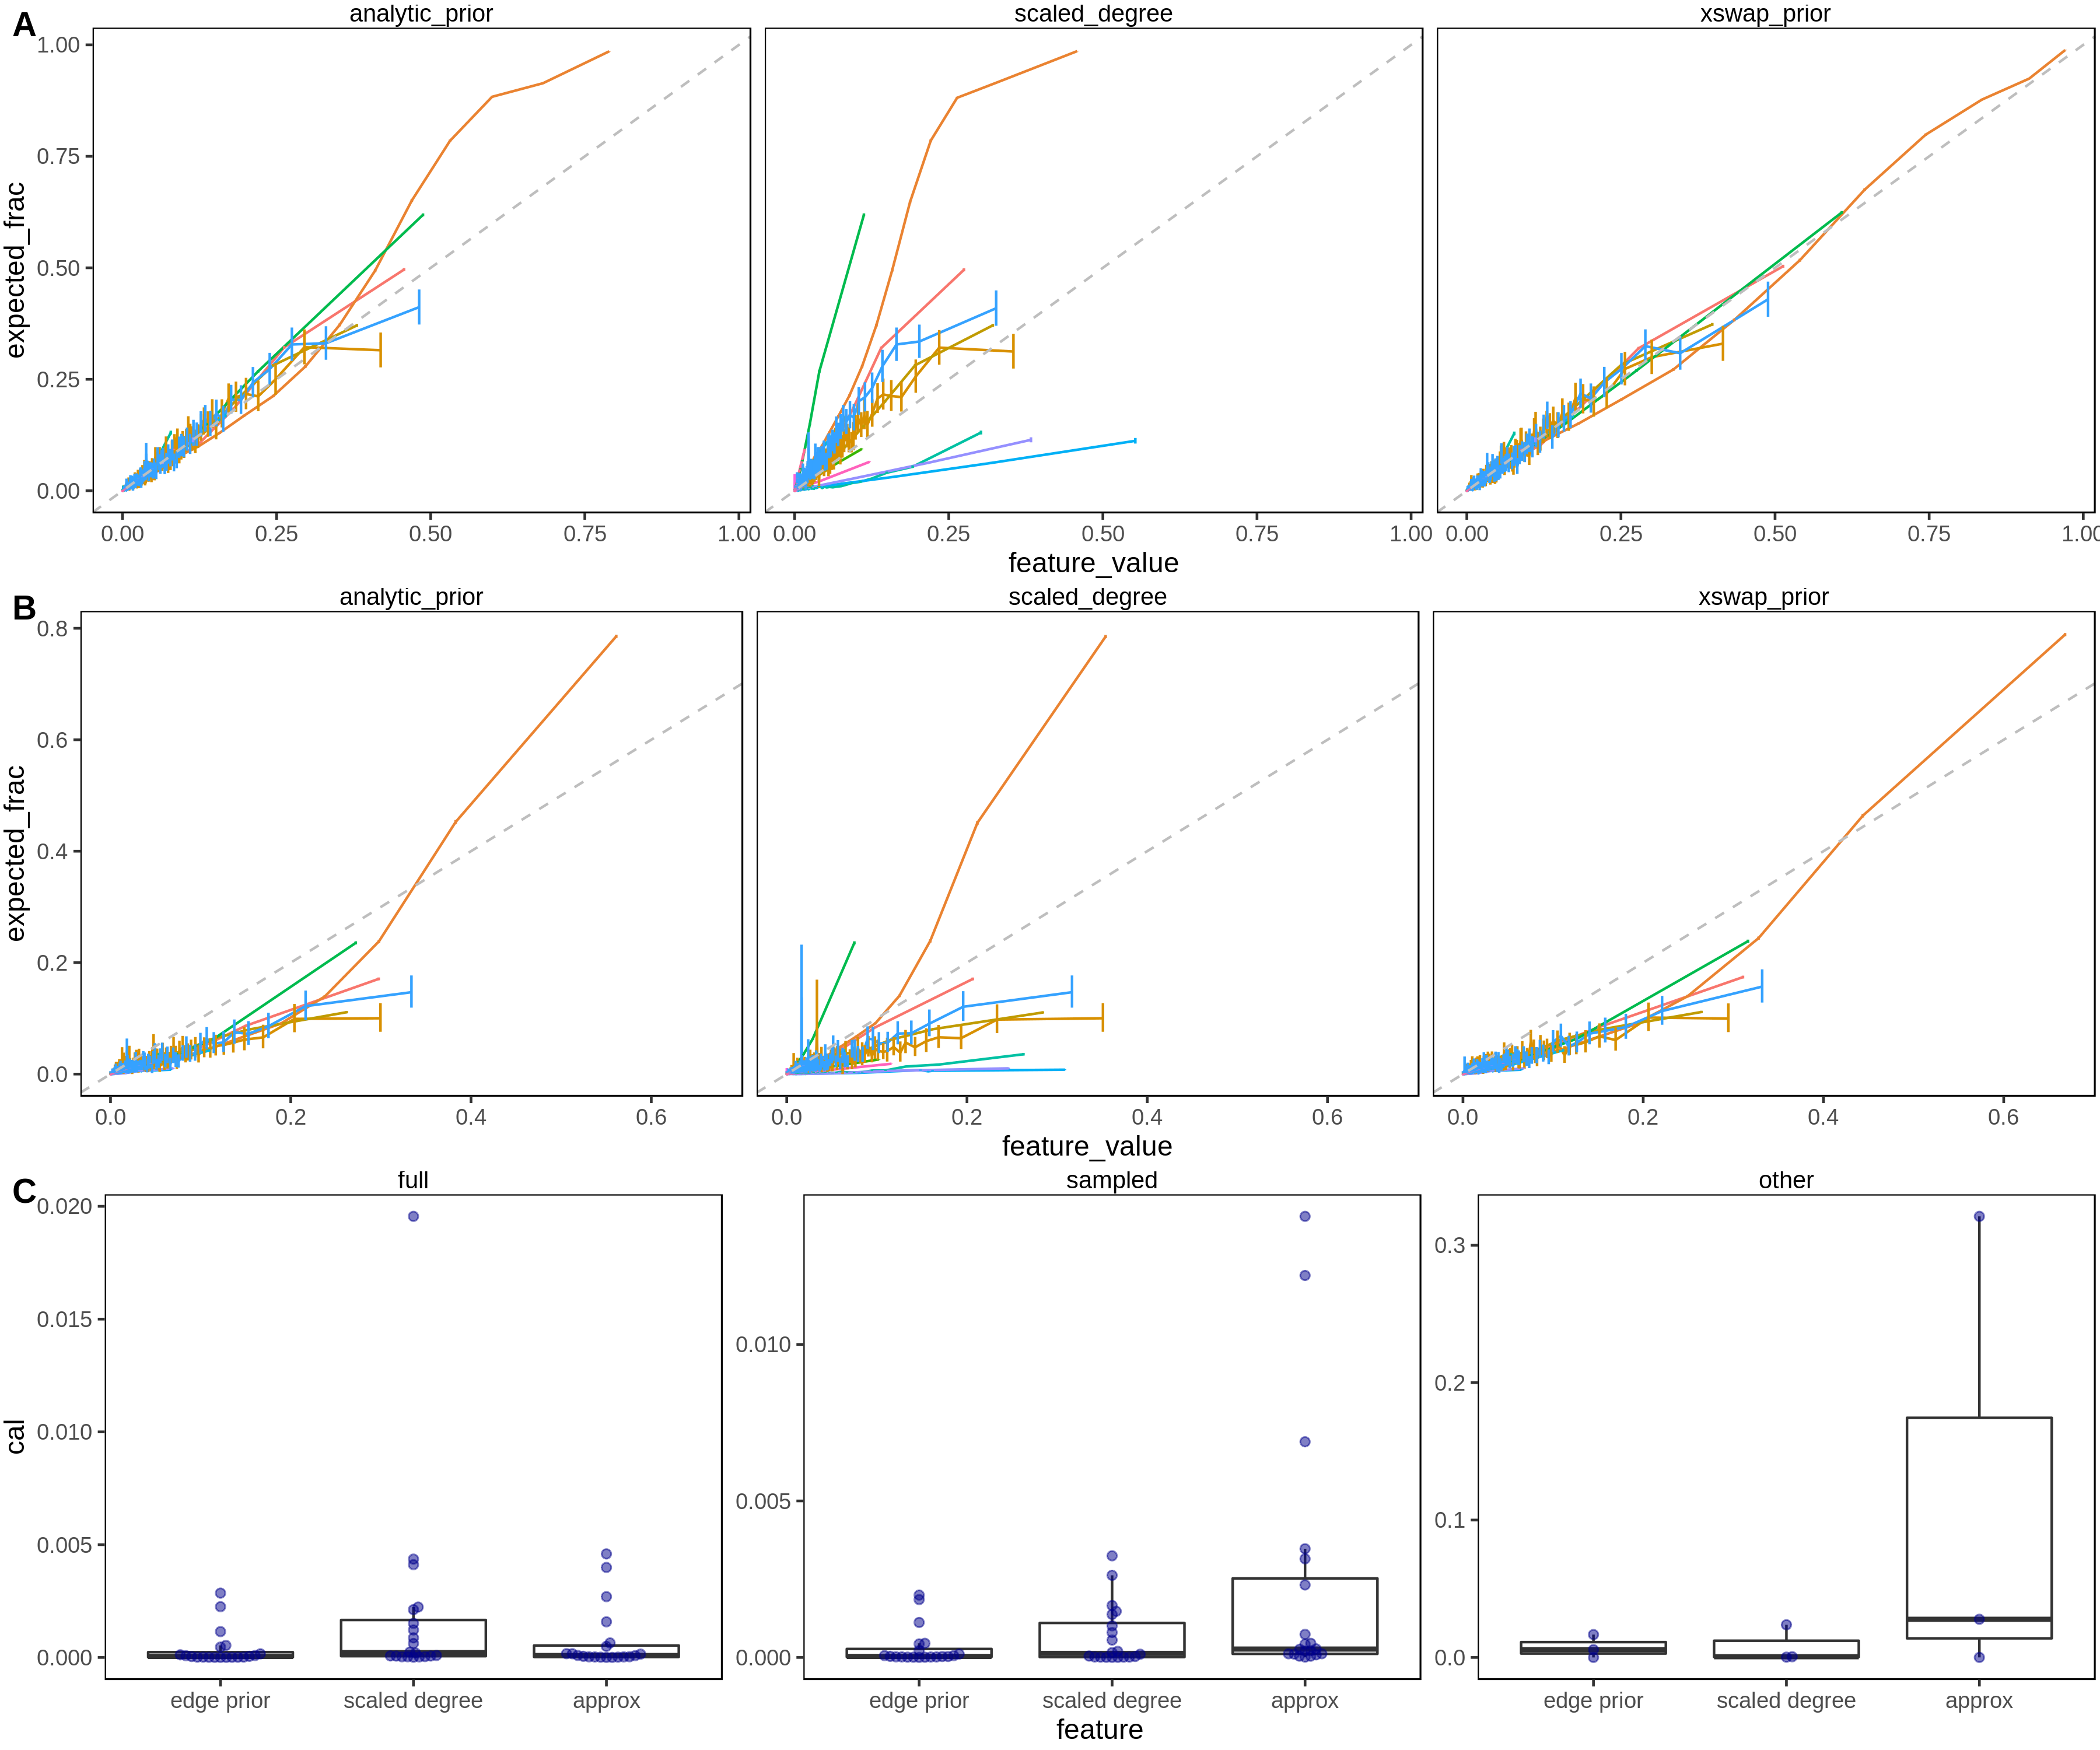 A
analytic_prior scaled_degree xswap_prior
expected_frac
1.00
0.75
0.50
0.25
0.00
0.00 0.25 0.50 0.75 1.00 0.00 0.25 0.50 0.75 1.00 0.00 0.25 0.50 0.75 1.00
feature_value
B
analytic_prior scaled_degree xswap_prior
expected_frac
0.8
0.6
0.4
0.2
0.0
0.0 0.2 0.4 0.6 0.0 0.2 0.4 0.6 0.0 0.2 0.4 0.6
feature_value
C
full sampled other
cal
0.020
0.015
0.010
0.005
0.000
0.010
0.005
0.000
0.3
0.2
0.1
0.0
edge prior scaled degree approx edge prior scaled degree approx edge prior scaled degree approx
feature